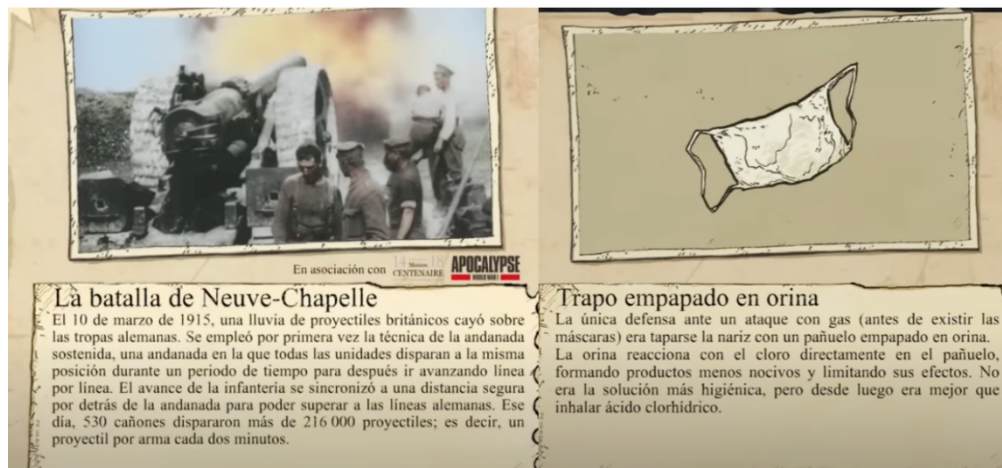 En asociación con
14 18
Mission
CENTENAIRE
APOCALYPSE
WORLD WAR I
La batalla de Neuve-Chapelle
El 10 de marzo de 1915, una lluvia de proyectiles británicos cayó sobre
las tropas alemanas. Se empleó por primera vez la técnica de la andanada
sostenida, una andanada en la que todas las unidades disparan a la misma
posición durante un periodo de tiempo para después ir avanzando línea
por línea. El avance de la infantería se sincronizó a una distancia segura
por detrás de la andanada para poder superar a las líneas alemanas. Ese
día, 530 cañones dispararon más de 216 000 proyectiles; es decir, un
proyectil por arma cada dos minutos.
Trapo empapado en orina
La única defensa ante un ataque con gas (antes de existir las
máscaras) era taparse la nariz con un pañuelo empapado en orina.
La orina reacciona con el cloro directamente en el pañuelo,
formando productos menos nocivos y limitando sus efectos. No
era la solución más higiénica, pero desde luego era mejor que
inhalar ácido clorhídrico.